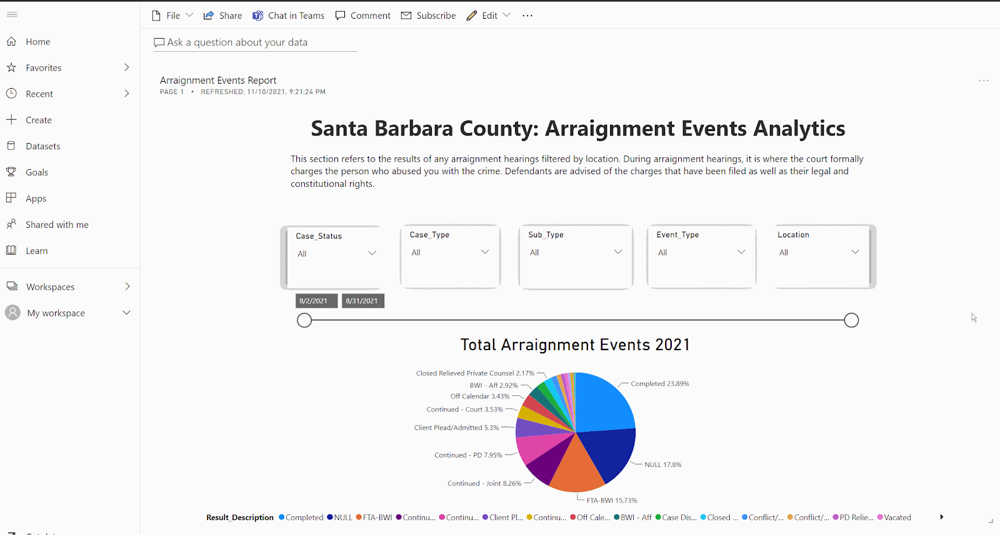 File
Share
Chat in Teams
Comment
Subscribe
Edit
Ask a question about your data
Home
Favorites
Recent
Create
Datasets
Goals
Apps
Shared with me
Learn
Workspaces
My workspace
Arraignment Events Report
PAGE 1 • REFRESHED: 11/10/2021, 9:21:24 PM
Santa Barbara County: Arraignment Events Analytics
This section refers to the results of any arraignment hearings filtered by location. During arraignment hearings, it is where the court formally
charges the person who abused you with the crime. Defendants are advised of the charges that have been filed as well as their legal and
constitutional rights.
Case_Status
All
Case_Type
All
Sub_Type
All
Event_Type
All
Location
All
8/2/2021
8/31/2021
Total Arraignment Events 2021
Closed Relieved Private Counsel 2.17%
BWI - Aff 2.92%
Off Calendar 3.43%
Continued - Court 3.53%
Client Plead/Admitted 5.3%
Continued - PD 7.95%
Continued - Joint 8.26%
Completed 23.89%
NULL 17.8%
FTA-BWI 15.73%
Result_Description Completed NULL FTA-BWI Continu... Continu... Client Pl... Continu... Off Cale... BWI - Aff Case Dis... Closed ... Conflict/... Conflict/... PD Relie... Vacated